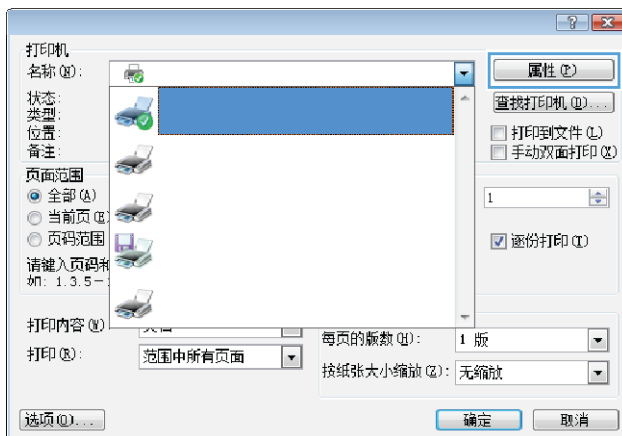 打印机
名称(N):
属性(P)
状态:
类型:
位置:
备注:
查找打印机(D)...
打印到文件(L)
手动双面打印(X)
页面范围
全部(A)
当前页(E)
页码范围
请键入页码和
如: 1.3.5-
1
逐份打印(T)
打印内容(W)
打印(R):
范围中所有页面
每页的版数(H):
1 版
按纸张大小缩放(Z):
无缩放
选项(O)...
确定
取消